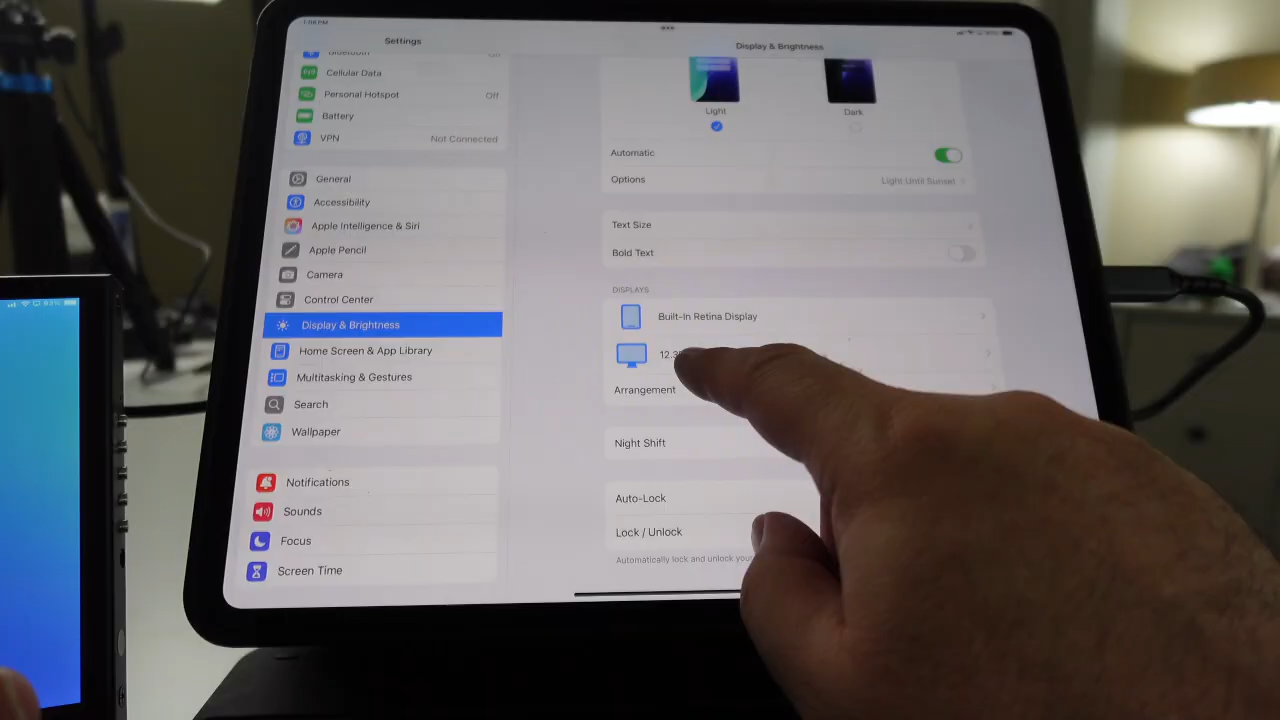 Settings
Display & Brightness
Bluetooth
Cellular Data
Light
Dark
Personal Hotspot
Off
Battery
VPN
Not Connected
Automatic
General
Options
Light Until Sunset
Accessibility
Apple Intelligence & Siri
Text Size
Apple Pencil
Bold Text
Camera
DISPLAYS
Control Center
Built-In Retina Display
Display & Brightness
Home Screen & App Library
Multitasking & Gestures
Arrangement
Search
Wallpaper
Night Shift
Notifications
Auto-Lock
Sounds
Lock / Unlock
Focus
Automatically lock and unlock your
Screen Time